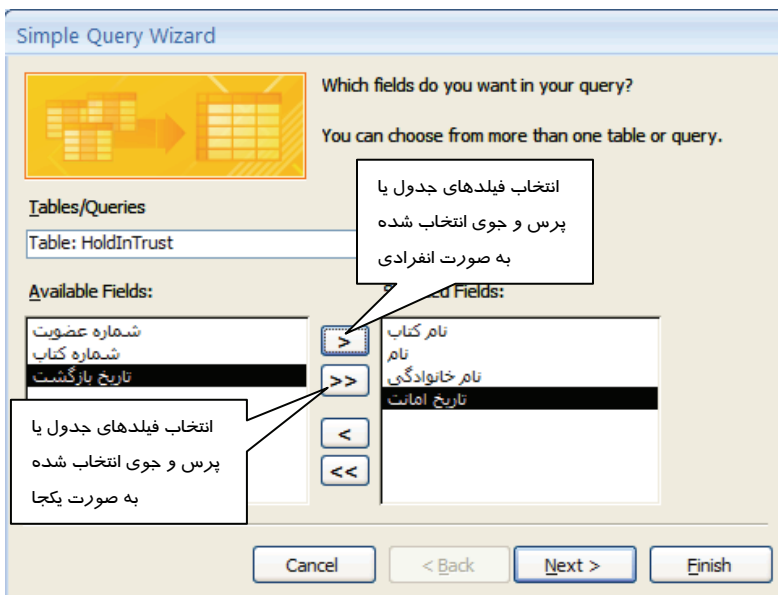 Simple Query Wizard
Which fields do you want in your query?
You can choose from more than one table or query.
انتخاب فیلدهای جدول یا
پرس و جوی انتخاب شده
به صورت انفرادی
Tables/Queries
Table: HoldInTrust
Available Fields:
Fields:
شماره عضویت
شماره کتاب
تاریخ بازگشت
>
>>
<
<<
نام کتاب
نام
نام خانوادگی
تاریخ امانت
انتخاب فیلدهای جدول یا
پرس و جوی انتخاب شده
به صورت یکجا
Cancel
< Back
Next >
Finish